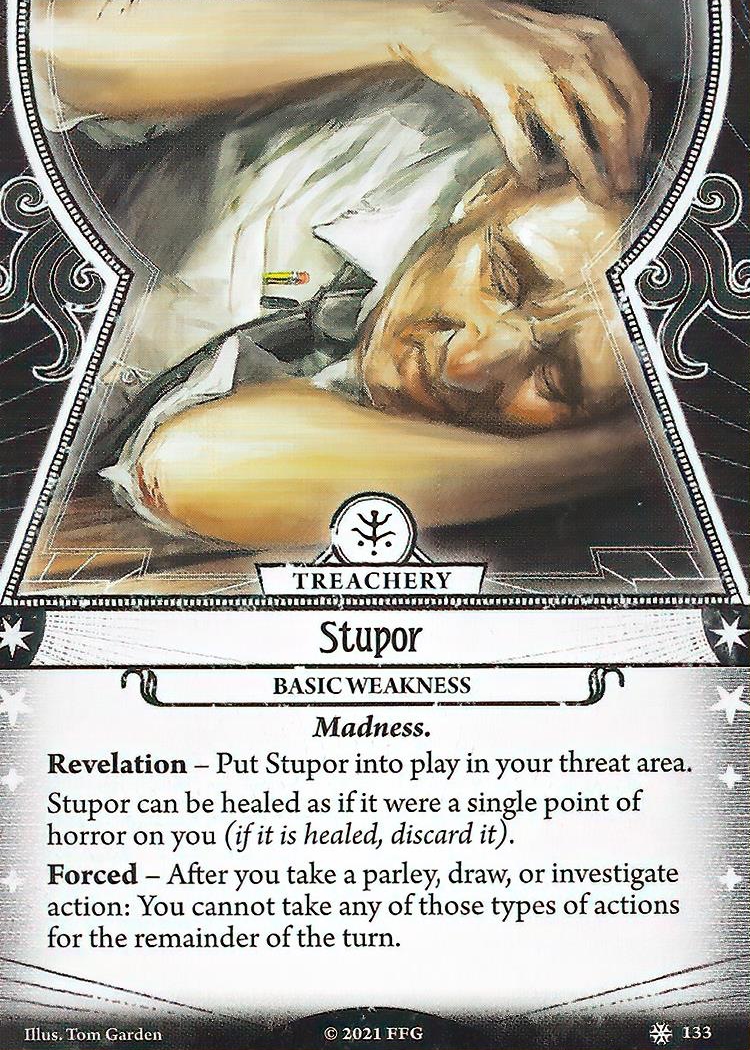 TREACHERY
Stupor
BASIC WEAKNESS
Madness.
Revelation – Put Stupor into play in your threat area.
Stupor can be healed as if it were a single point of
horror on you (if it is healed, discard it).
Forced – After you take a parley, draw, or investigate
action: You cannot take any of those types of actions
for the remainder of the turn.
Illus. Tom Garden
© 2021 FFG
133